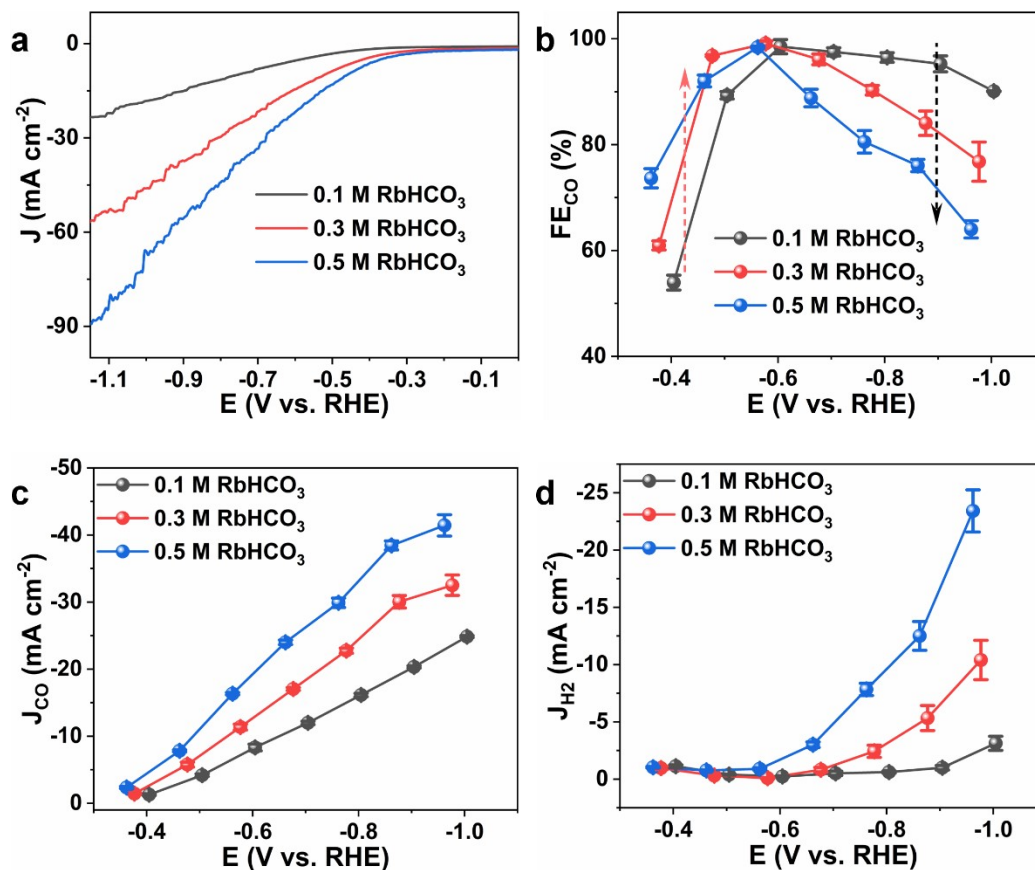 a
0
-30
-60
-90
J (mA cm⁻²)
0.1 M RbHCO₃
0.3 M RbHCO₃
0.5 M RbHCO₃
-1.1 -0.9 -0.7 -0.5 -0.3 -0.1
E (V vs. RHE)
b
100
80
60
40
FE_CO (%)
0.1 M RbHCO₃
0.3 M RbHCO₃
0.5 M RbHCO₃
-0.4 -0.6 -0.8 -1.0
E (V vs. RHE)
c
-50
-40
-30
-20
-10
0
J_CO (mA cm⁻²)
0.1 M RbHCO₃
0.3 M RbHCO₃
0.5 M RbHCO₃
-0.4 -0.6 -0.8 -1.0
E (V vs. RHE)
d
-25
-20
-15
-10
-5
0
J_H2 (mA cm⁻²)
0.1 M RbHCO₃
0.3 M RbHCO₃
0.5 M RbHCO₃
-0.4 -0.6 -0.8 -1.0
E (V vs. RHE)